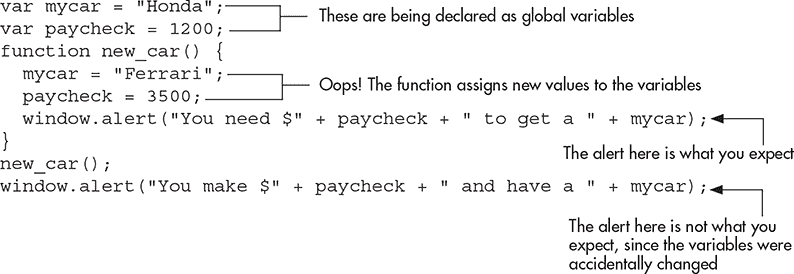 var mycar = "Honda";
var paycheck = 1200;
These are being declared as global variables
function new_car() {
mycar = "Ferrari";
paycheck = 3500;
Oops! The function assigns new values to the variables
window.alert("You need $" + paycheck + " to get a " + mycar);
The alert here is what you expect
}
new_car();
window.alert("You make $" + paycheck + " and have a " + mycar);
The alert here is not what you
expect, since the variables were
accidentally changed